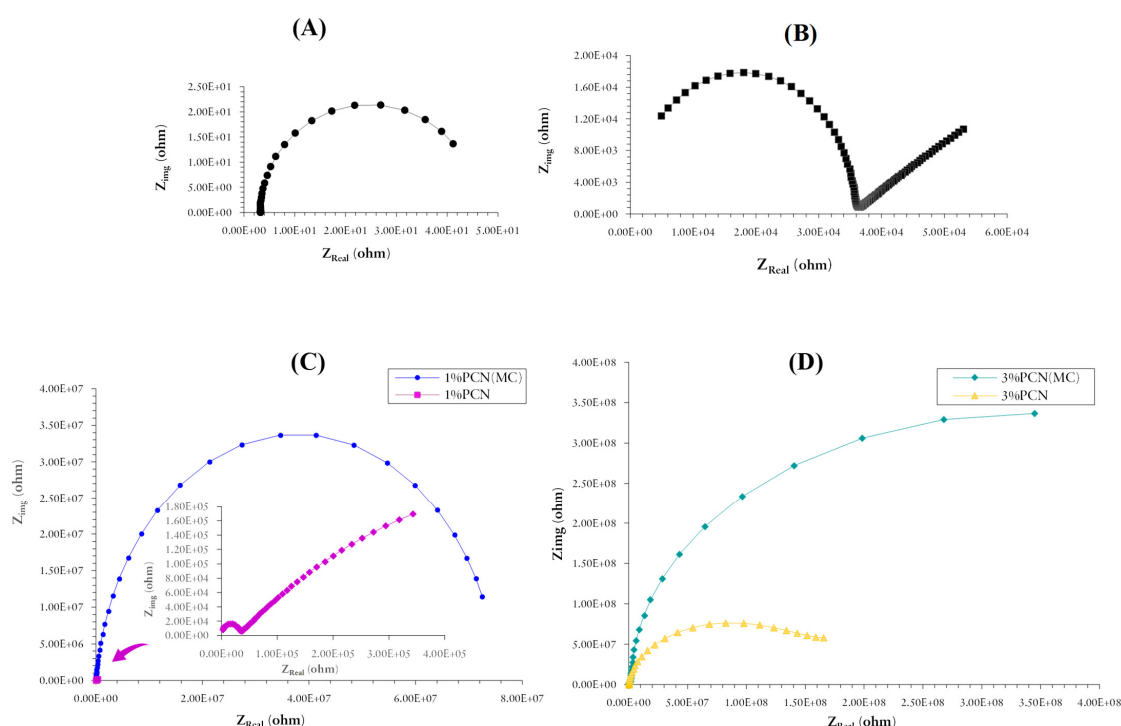 (A)
2.50E+01
2.00E+01
1.50E+01
1.00E+01
5.00E+00
0.00E+00
Zimg (ohm)
0.00E+00 1.00E+01 2.00E+01 3.00E+01 4.00E+01 5.00E+01
ZReal (ohm)
(B)
2.00E+04
1.60E+04
1.20E+04
8.00E+03
4.00E+03
0.00E+00
Zimg (ohm)
0.00E+00 1.00E+04 2.00E+04 3.00E+04 4.00E+04 5.00E+04 6.00E+04
ZReal (ohm)
(C)
1%PCN(MC)
1%PCN
4.00E+07
3.50E+07
3.00E+07
2.50E+07
2.00E+07
1.50E+07
1.00E+07
5.00E+06
0.00E+00
Zimg (ohm)
0.00E+00 2.00E+07 4.00E+07 6.00E+07 8.00E+07
ZReal (ohm)
1.80E+05
1.60E+05
1.40E+05
1.20E+05
1.00E+05
8.00E+04
6.00E+04
4.00E+04
2.00E+04
0.00E+00
Zimg (ohm)
0.00E+00 1.00E+05 2.00E+05 3.00E+05 4.00E+05
ZReal (ohm)
(D)
3%PCN(MC)
3%PCN
4.00E+08
3.50E+08
3.00E+08
2.50E+08
2.00E+08
1.50E+08
1.00E+08
5.00E+07
0.00E+00
Zimg (ohm)
0.00E+00 5.00E+07 1.00E+08 1.50E+08 2.00E+08 2.50E+08 3.00E+08 3.50E+08 4.00E+08
ZReal (ohm)